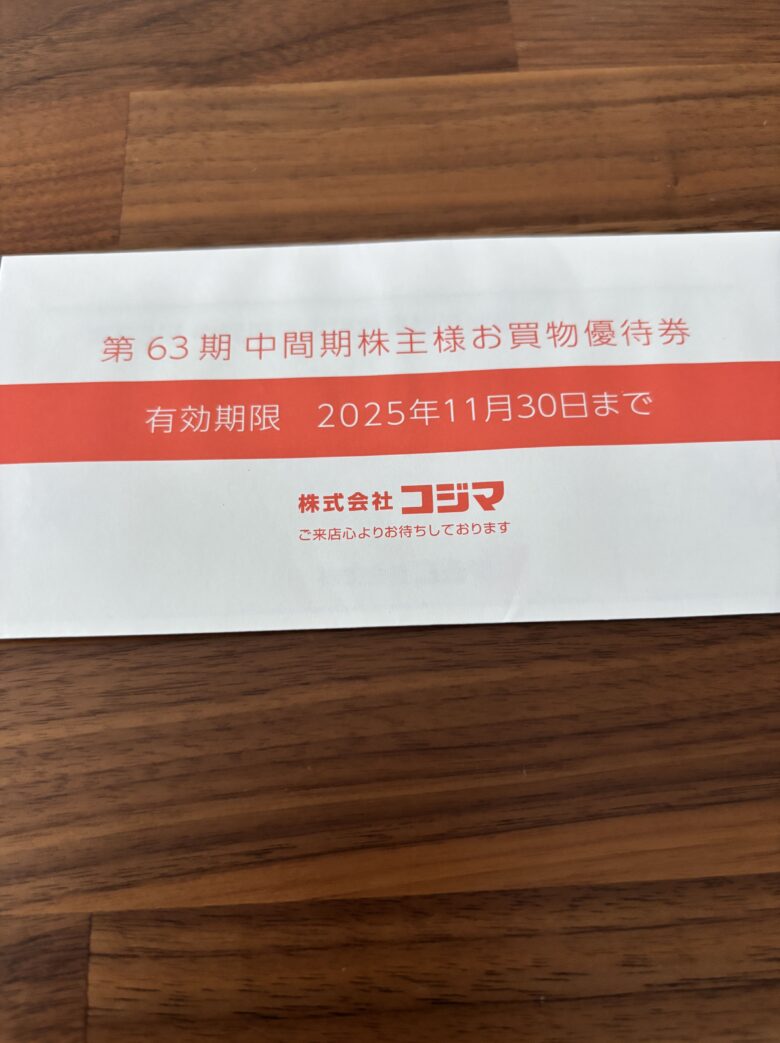 第63期 中間期株主様お買物優待券
有効期限　2025年11月30日まで
株式会社 コジマ
ご来店心よりお待ちしております